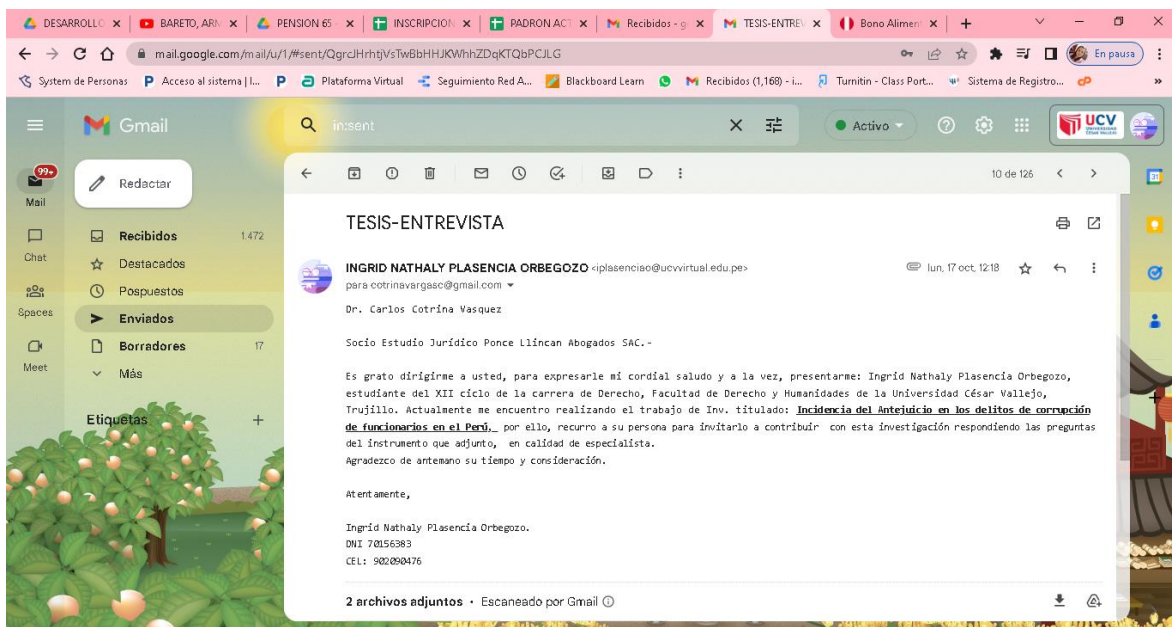 DESARROLLO
BARETO, ARM
PENSION 65
INSCRIPCION
PADRON ACT
Recibidos - g
TESIS-ENTREV
Bono Aliment
mail.google.com/mail/u/1/#sent/QgrcJHrhtjVsTwBbHHJKWhhZDqKTQbPCJLG
En pausa
System de Personas
Acceso al sistema | I...
Plataforma Virtual
Seguimiento Red A...
Blackboard Learn
Recibidos (1,168) - i...
Turnitin - Class Port...
Sistema de Registro...
Gmail
in:sent
Activo
UCV
UNIVERSIDAD
CÉSAR VALLEJO
99+
Mail
Chat
Spaces
Meet
Redactar
Recibidos 1.472
Destacados
Pospuestos
Enviados
Borradores 17
Más
Etiquetas
10 de 126
31
TESIS-ENTREVISTA
INGRID NATHALY PLASENCIA ORBEGOZO <iplasenciao@ucvvirtual.edu.pe> lun, 17 oct, 12:18
para cotrinavargasc@gmail.com
Dr. Carlos Cotrina Vasquez
Socio Estudio Jurídico Ponce Llincan Abogados SAC.-
Es grato dirigirme a usted, para expresarle mi cordial saludo y a la vez, presentarme: Ingrid Nathaly Plasencia Orbegozo,
estudiante del XII ciclo de la carrera de Derecho, Facultad de Derecho y Humanidades de la Universidad César Vallejo,
Trujillo. Actualmente me encuentro realizando el trabajo de Inv. titulado: Incidencia del Antejuicio en los delitos de corrupción
de funcionarios en el Perú, por ello, recurro a su persona para invitarlo a contribuir con esta investigación respondiendo las preguntas
del instrumento que adjunto, en calidad de especialista.
Agradezco de antemano su tiempo y consideración.
Atentamente,
Ingrid Nathaly Plasencia Orbegozo.
DNI 70156383
CEL: 902090476
2 archivos adjuntos • Escaneado por Gmail